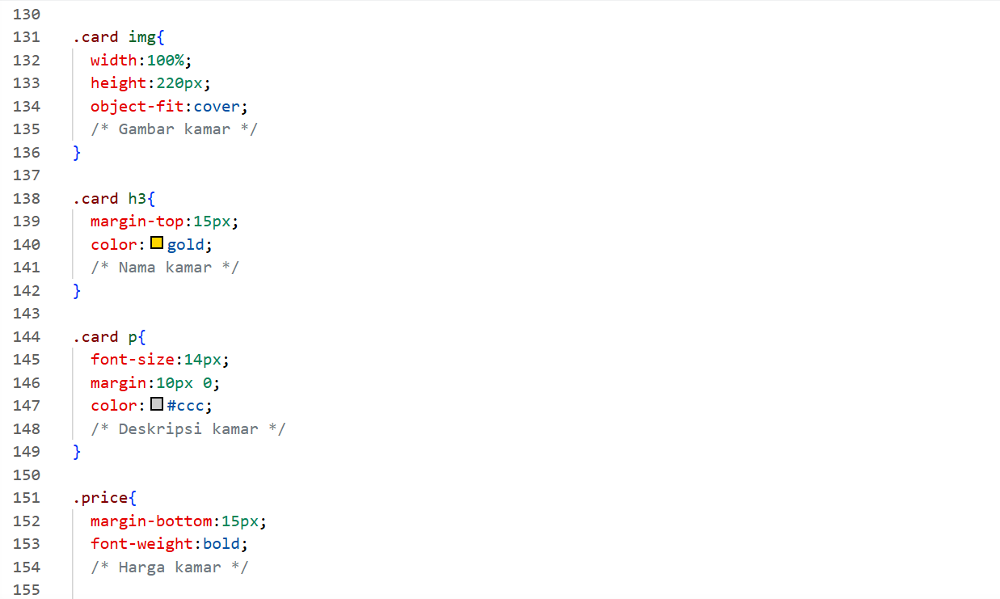 130
131 .card img{
132 width:100%;
133 height:220px;
134 object-fit:cover;
135 /* Gambar kamar */
136 }
137
138 .card h3{
139 margin-top:15px;
140 color:gold;
141 /* Nama kamar */
142 }
143
144 .card p{
145 font-size:14px;
146 margin:10px 0;
147 color:#ccc;
148 /* Deskripsi kamar */
149 }
150
151 .price{
152 margin-bottom:15px;
153 font-weight:bold;
154 /* Harga kamar */
155